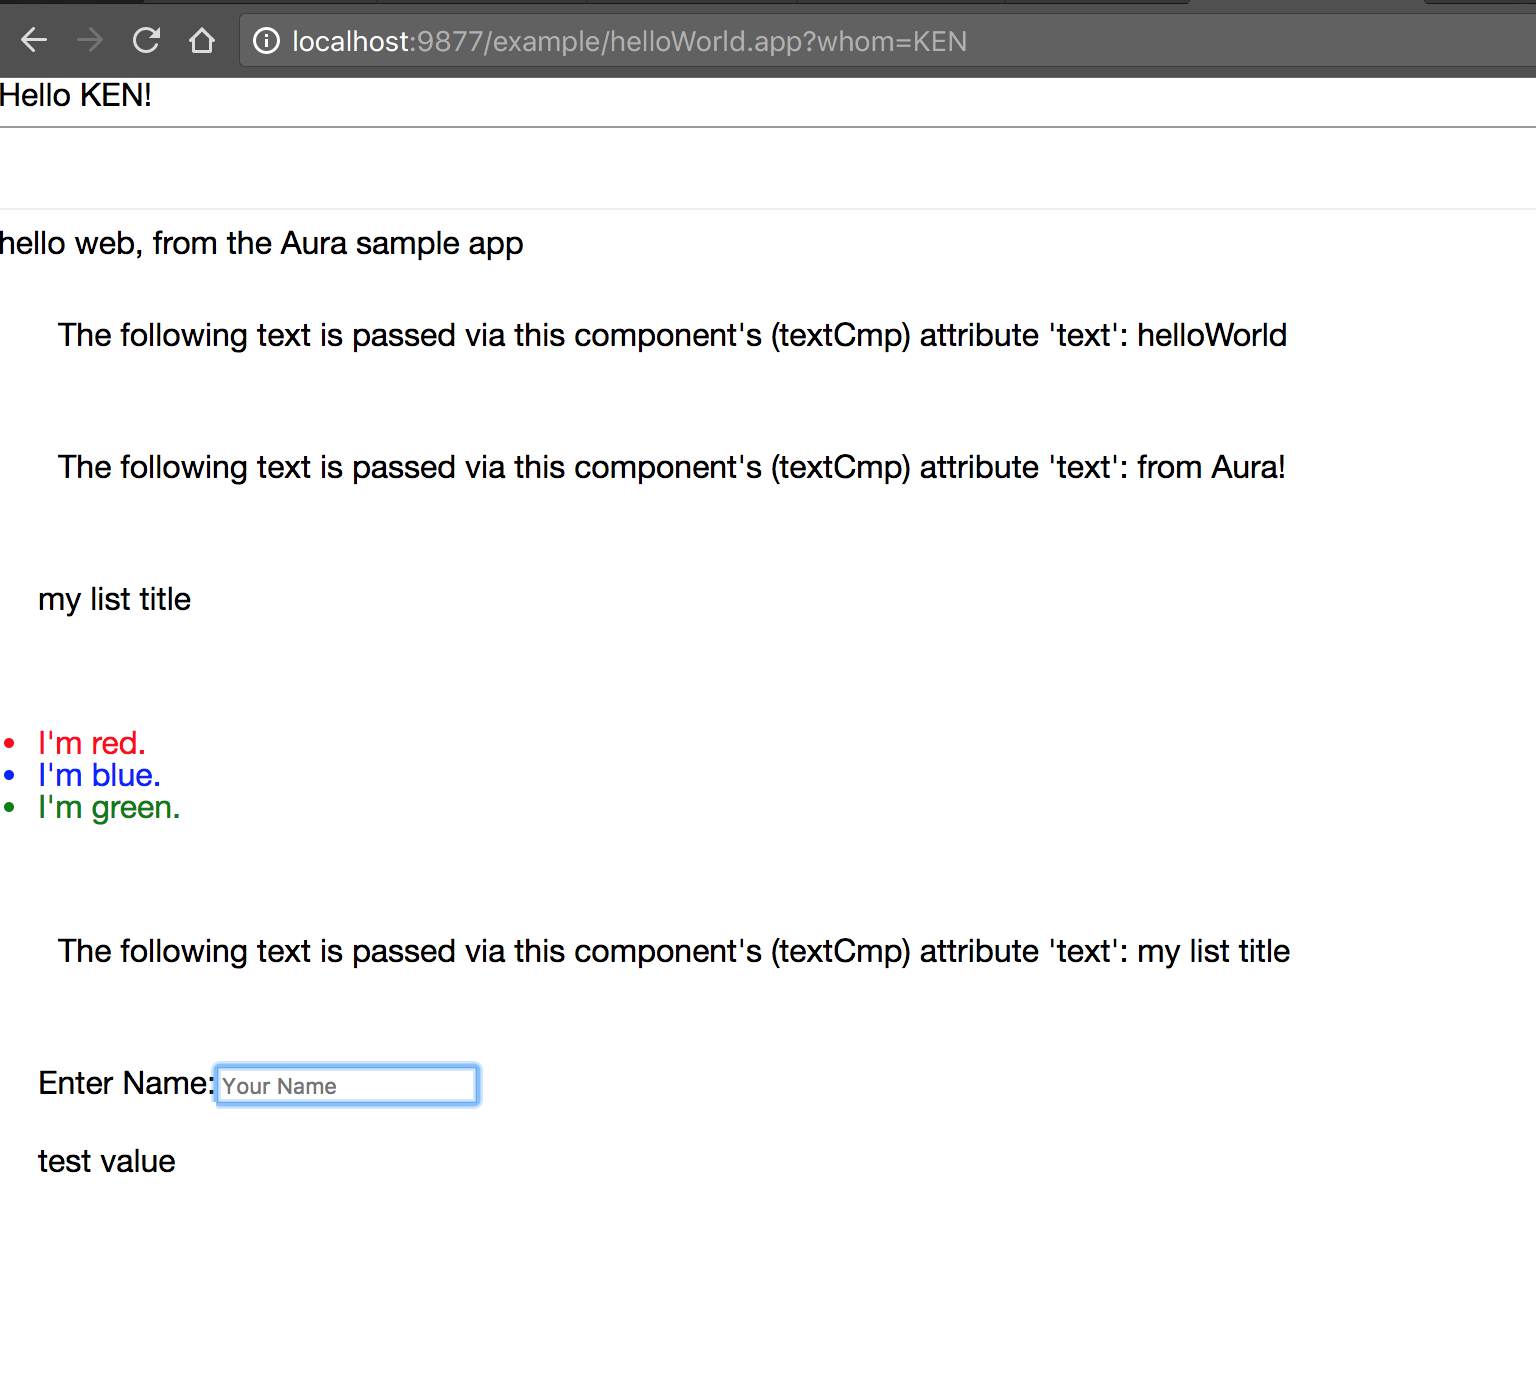 localhost:9877/example/helloWorld.app?whom=KEN
Hello KEN!
hello web, from the Aura sample app
The following text is passed via this component's (textCmp) attribute 'text': helloWorld
The following text is passed via this component's (textCmp) attribute 'text': from Aura!
my list title
• I'm red.
• I'm blue.
• I'm green.
The following text is passed via this component's (textCmp) attribute 'text': my list title
Enter Name: Your Name
test value